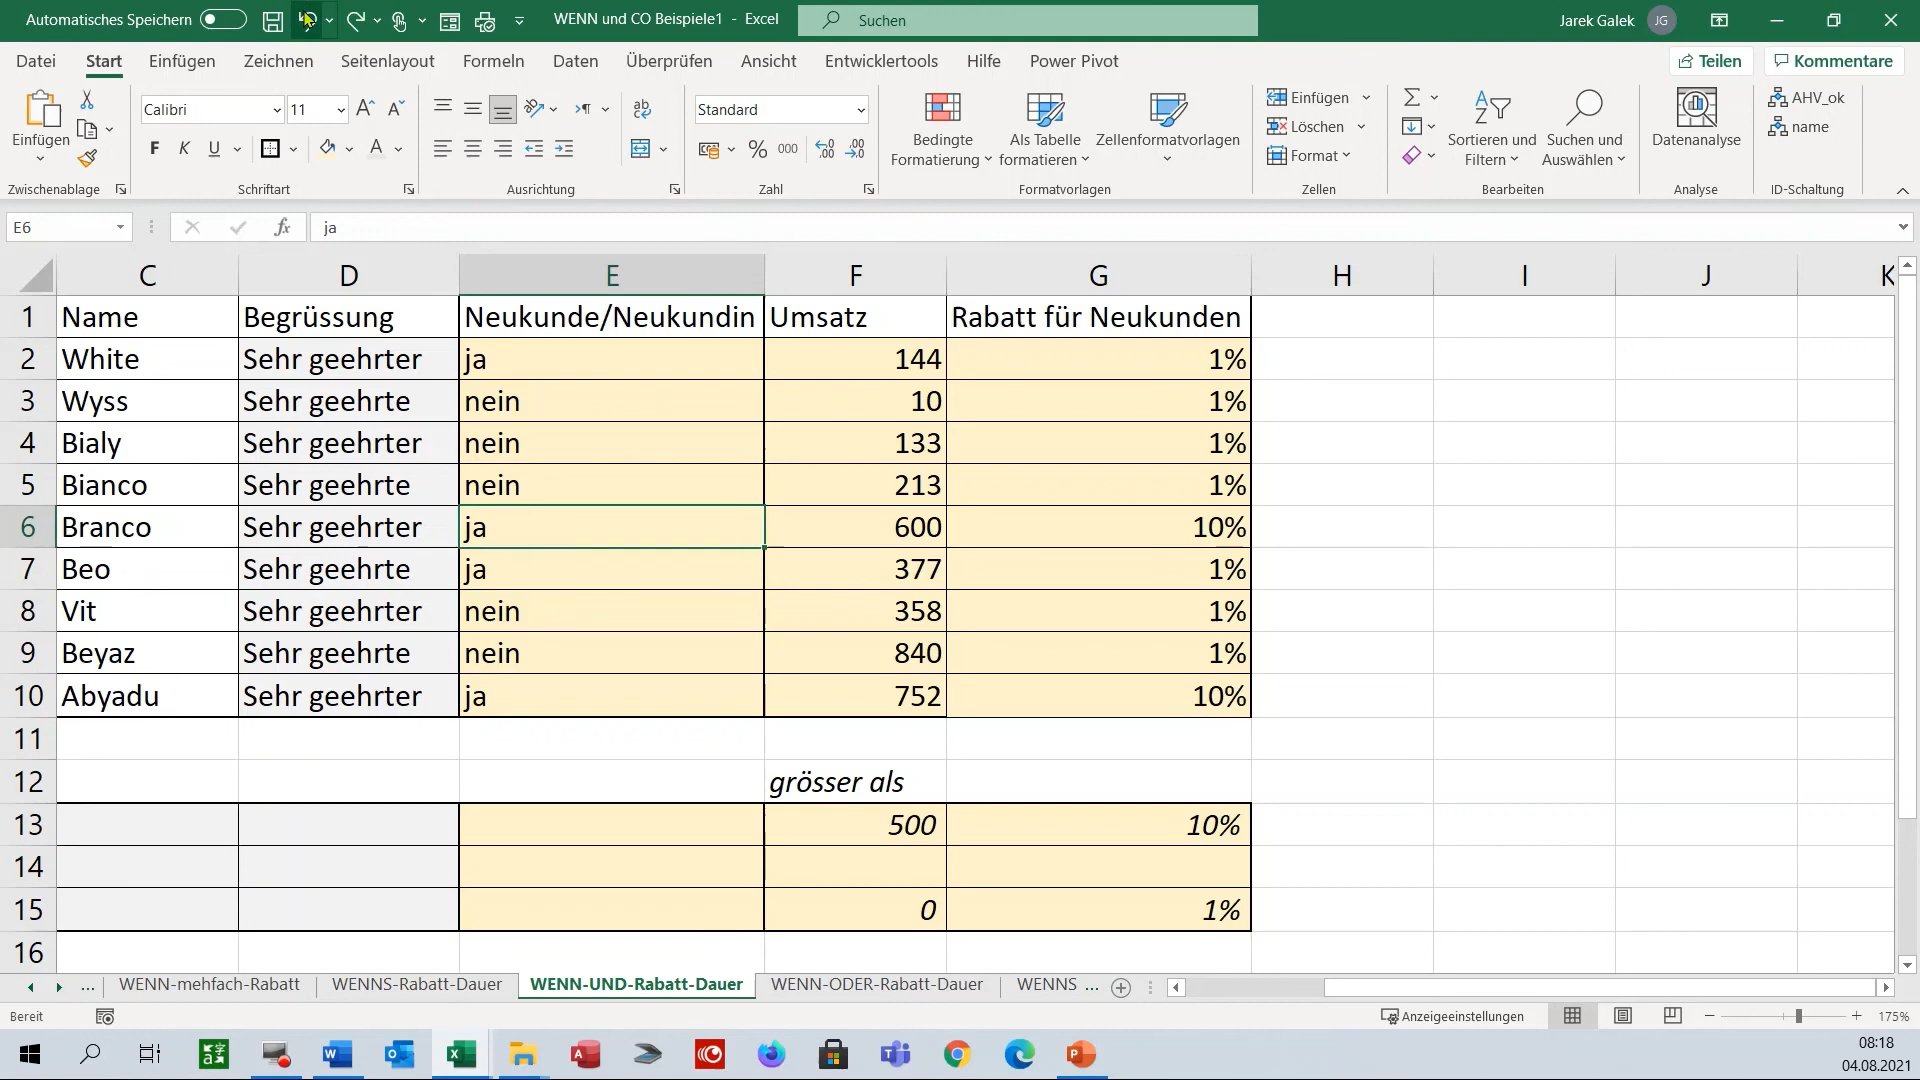 Automatisches Speichern
WENN und CO Beispiele1 - Excel
Suchen
Jarek Galek JG
Datei Start Einfügen Zeichnen Seitenlayout Formeln Daten Überprüfen Ansicht Entwicklertools Hilfe Power Pivot Teilen Kommentare
Einfügen
Calibri 11
F K U A
ab
Standard
% 000
Bedingte Formatierung
Als Tabelle formatieren
Zellenformatvorlagen
Einfügen
Löschen
Format
Sortieren und Filtern
Suchen und Auswählen
Datenanalyse
AHV_ok
name
Zwischenablage Schriftart Ausrichtung Zahl Formatvorlagen Zellen Bearbeiten Analyse ID-Schaltung
E6 fx ja
C D E F G H I J K
1 Name Begrüssung Neukunde/Neukundin Umsatz Rabatt für Neukunden
2 White Sehr geehrter ja 144 1%
3 Wyss Sehr geehrte nein 10 1%
4 Bialy Sehr geehrter nein 133 1%
5 Bianco Sehr geehrte nein 213 1%
6 Branco Sehr geehrter ja 600 10%
7 Beo Sehr geehrte ja 377 1%
8 Vit Sehr geehrter nein 358 1%
9 Beyaz Sehr geehrte nein 840 1%
10 Abyadu Sehr geehrter ja 752 10%
11
12 grösser als
13 500 10%
14
15 0 1%
16
... WENN-mehfach-Rabatt WENNS-Rabatt-Dauer WENN-UND-Rabatt-Dauer WENN-ODER-Rabatt-Dauer WENNS ...
Bereit Anzeigeeinstellungen 175%
08:18
04.08.2021